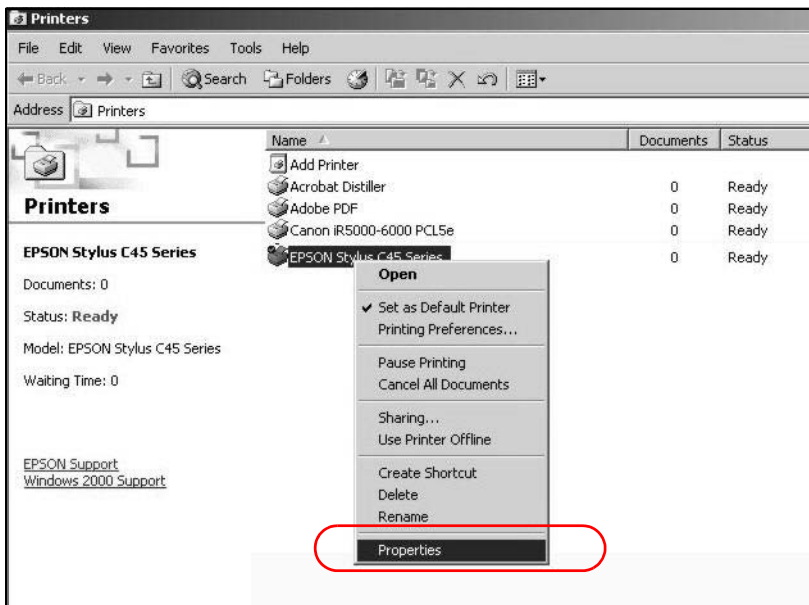 Printers
File Edit View Favorites Tools Help
Back Search Folders
Address Printers
Printers
EPSON Stylus C45 Series
Documents: 0
Status: Ready
Model: EPSON Stylus C45 Series
Waiting Time: 0
EPSON Support
Windows 2000 Support
Name Documents Status
Add Printer
Acrobat Distiller 0 Ready
Adobe PDF 0 Ready
Canon iR5000-6000 PCL5e 0 Ready
EPSON Stylus C45 Series 0 Ready
Open
Set as Default Printer
Printing Preferences...
Pause Printing
Cancel All Documents
Sharing...
Use Printer Offline
Create Shortcut
Delete
Rename
Properties